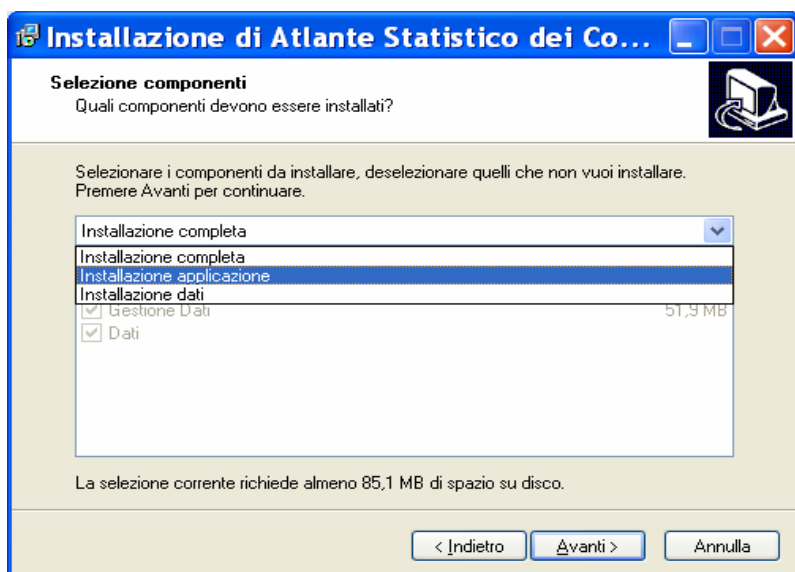 Installazione di Atlante Statistico dei Co...
Selezione componenti
Quali componenti devono essere installati?
Selezionare i componenti da installare, deselezionare quelli che non vuoi installare.
Premere Avanti per continuare.
Installazione completa
Installazione completa
Installazione applicazione
Installazione dati
Gestione Dati 51,9 MB
Dati
La selezione corrente richiede almeno 85,1 MB di spazio su disco.
< Indietro Avanti > Annulla